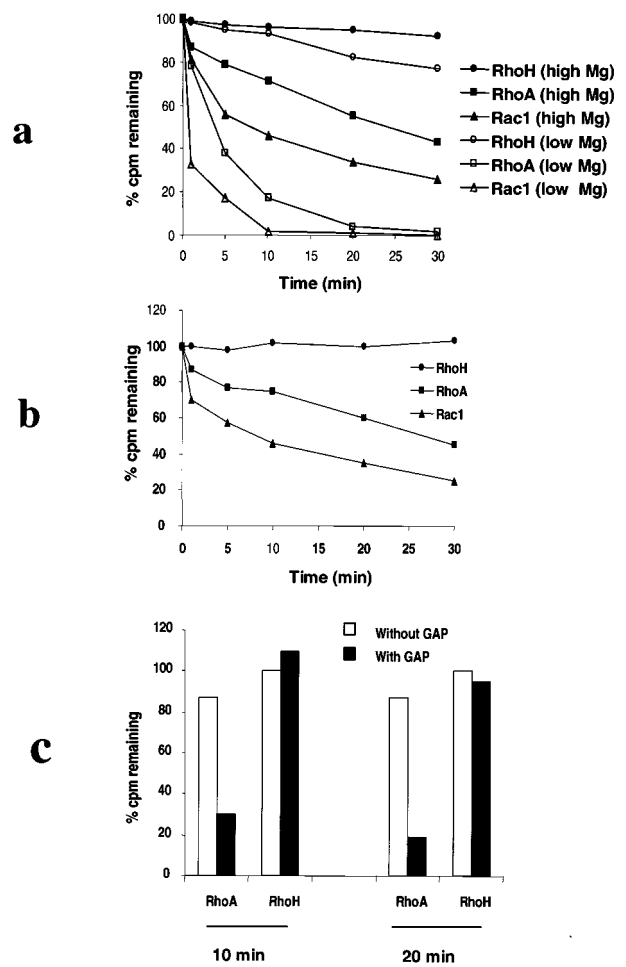 a
% cpm remaining
100
80
60
40
20
0
0 5 10 15 20 25 30
Time (min)
RhoH (high Mg)
RhoA (high Mg)
Rac1 (high Mg)
RhoH (low Mg)
RhoA (low Mg)
Rac1 (low Mg)
b
% cpm remaining
120
100
80
60
40
20
0
0 5 10 15 20 25 30
Time (min)
RhoH
RhoA
Rac1
c
% cpm remaining
120
100
80
60
40
20
0
Without GAP
With GAP
RhoA RhoH RhoA RhoH
10 min 20 min